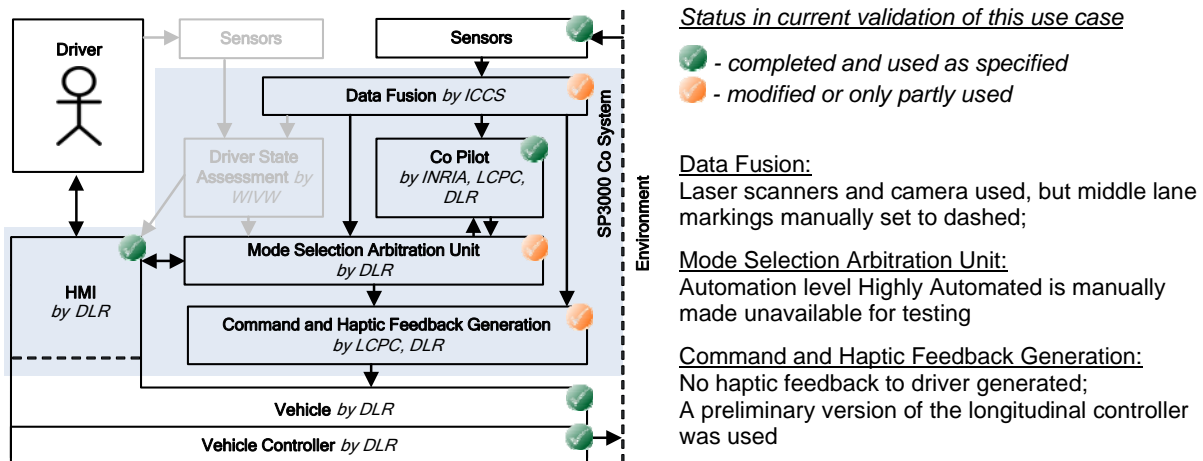 Driver
Sensors
Sensors
Data Fusion by ICCS
Driver State
Assessment by
WIVW
Co Pilot
by INRIA, LCPC,
DLR
SP3000 Co System
Environment
Mode Selection Arbitration Unit
by DLR
HMI
by DLR
Command and Haptic Feedback Generation
by LCPC, DLR
Vehicle by DLR
Vehicle Controller by DLR
Status in current validation of this use case
- completed and used as specified
- modified or only partly used
Data Fusion:
Laser scanners and camera used, but middle lane
markings manually set to dashed;
Mode Selection Arbitration Unit:
Automation level Highly Automated is manually
made unavailable for testing
Command and Haptic Feedback Generation:
No haptic feedback to driver generated;
A preliminary version of the longitudinal controller
was used